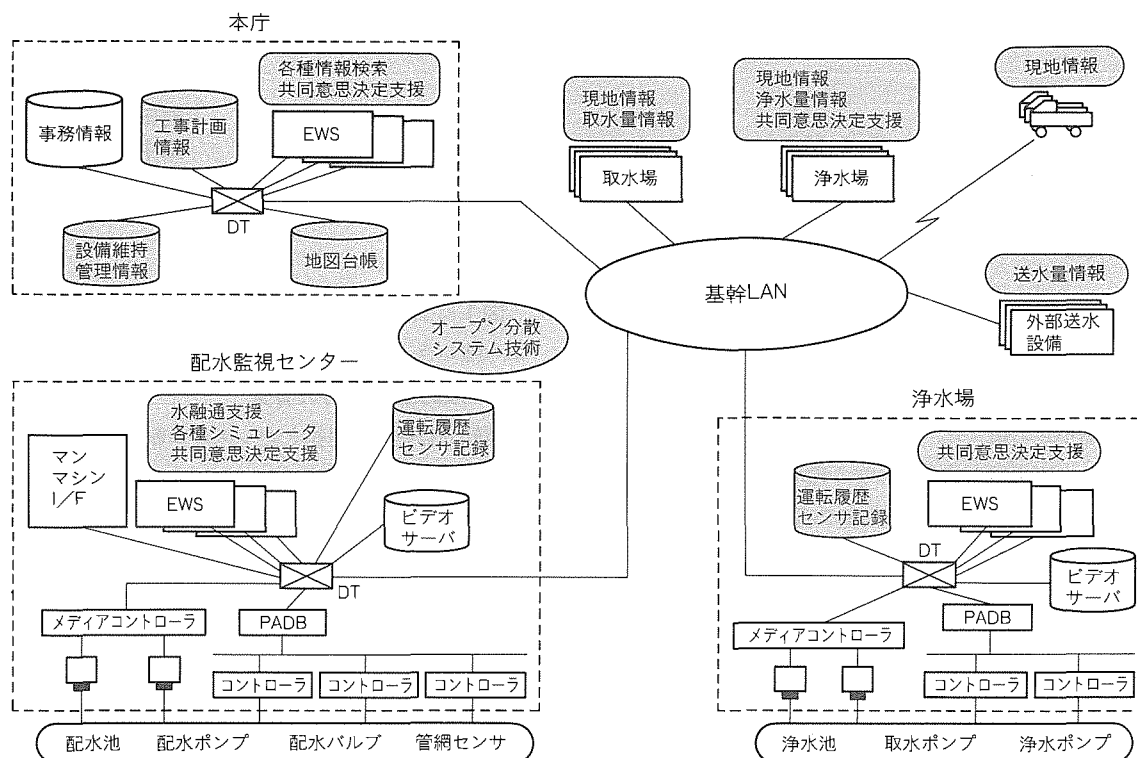 本庁
各種情報検索
共同意思決定支援
事務情報
工事計画
情報
EWS
DT
設備維持
管理情報
地図台帳
現地情報
取水量情報
取水場
現地情報
浄水量情報
共同意思決定支援
浄水場
現地情報
基幹LAN
送水量情報
外部送水
設備
オープン分散
システム技術
配水監視センター
水融通支援
各種シミュレータ
共同意思決定支援
運転履歴
センサ記録
マン
マシン
I/F
EWS
ビデオ
サーバ
DT
メディアコントローラ
PADB
コントローラ
コントローラ
コントローラ
配水池
配水ポンプ
配水バルブ
管網センサ
浄水場
共同意思決定支援
運転履歴
センサ記録
EWS
DT
ビデオ
サーバ
メディアコントローラ
PADB
コントローラ
コントローラ
浄水池
取水ポンプ
浄水ポンプ